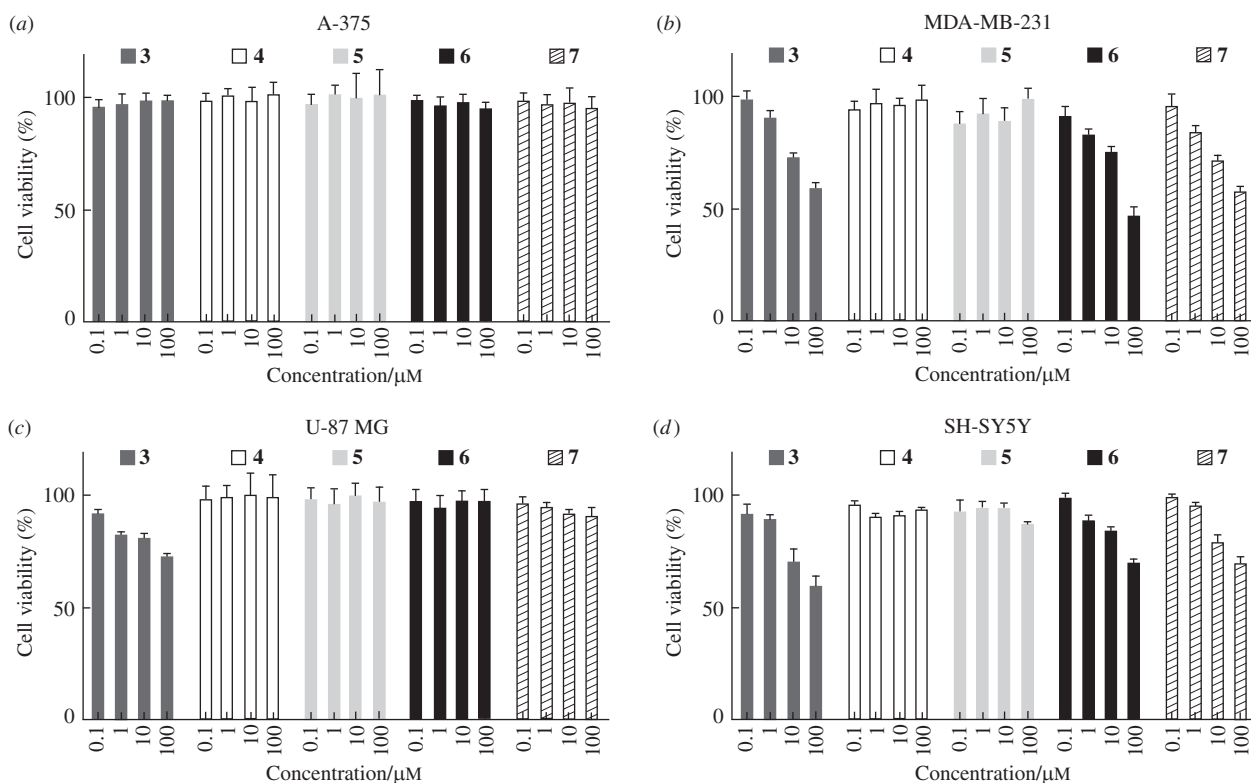 (a) A-375
3 4 5 6 7
Cell viability (%)
100
50
0
0.1 1 10 100 0.1 1 10 100 0.1 1 10 100 0.1 1 10 100 0.1 1 10 100
Concentration/μM
(b) MDA-MB-231
3 4 5 6 7
Cell viability (%)
100
50
0
0.1 1 10 100 0.1 1 10 100 0.1 1 10 100 0.1 1 10 100 0.1 1 10 100
Concentration/μM
(c) U-87 MG
3 4 5 6 7
Cell viability (%)
100
50
0
0.1 1 10 100 0.1 1 10 100 0.1 1 10 100 0.1 1 10 100 0.1 1 10 100
Concentration/μM
(d) SH-SY5Y
3 4 5 6 7
Cell viability (%)
100
50
0
0.1 1 10 100 0.1 1 10 100 0.1 1 10 100 0.1 1 10 100 0.1 1 10 100
Concentration/μM